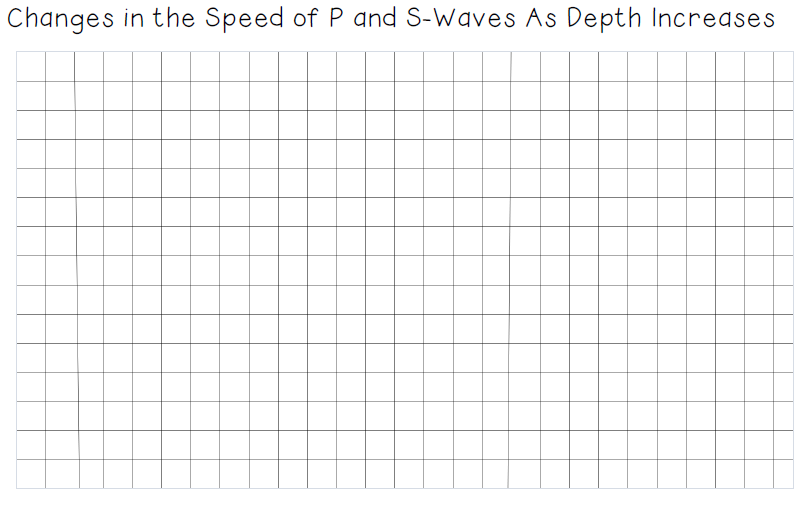 Changes in the Speed of P and S-Waves As Depth Increases